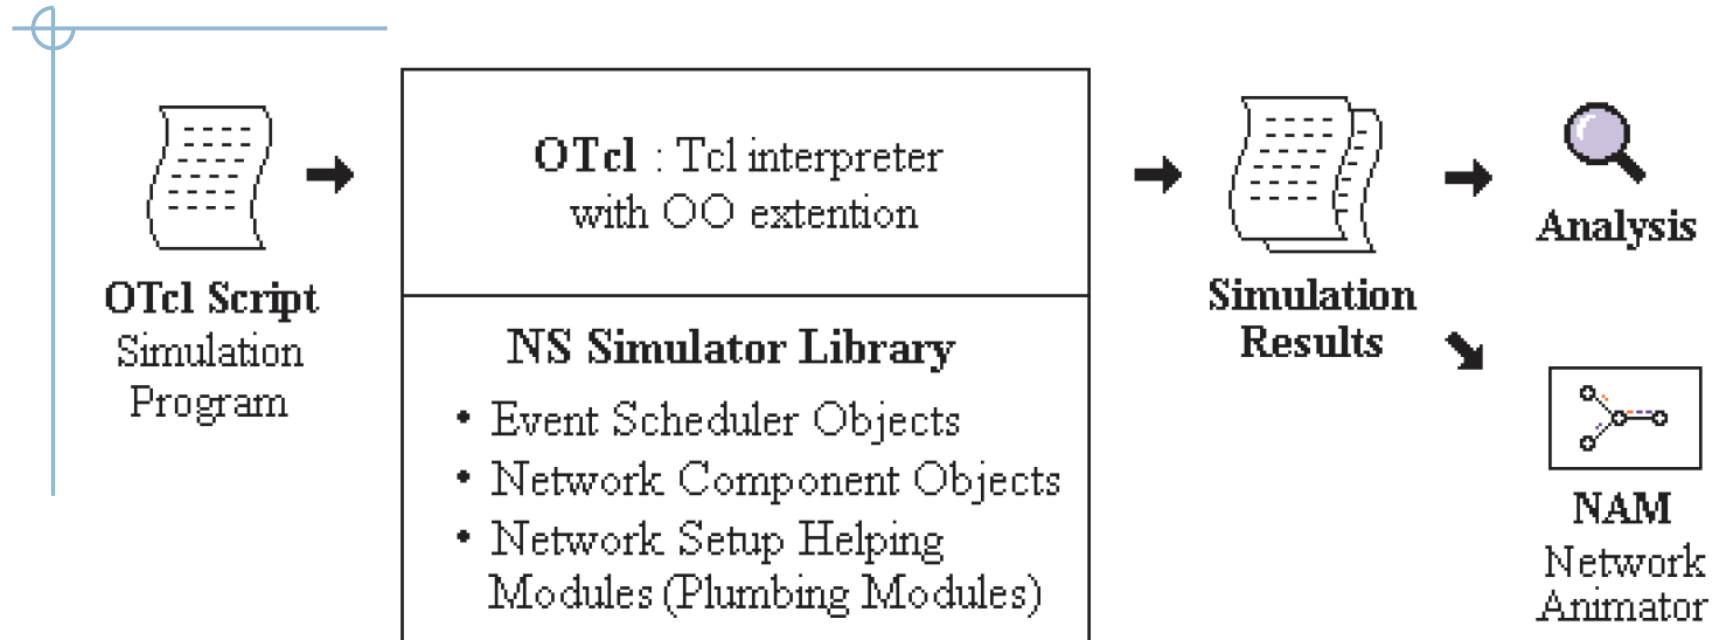 OTcl Script
Simulation
Program
OTcl : Tcl interpreter
with OO extention
NS Simulator Library
• Event Scheduler Objects
• Network Component Objects
• Network Setup Helping
Modules (Plumbing Modules)
Simulation
Results
Analysis
NAM
Network
Animator